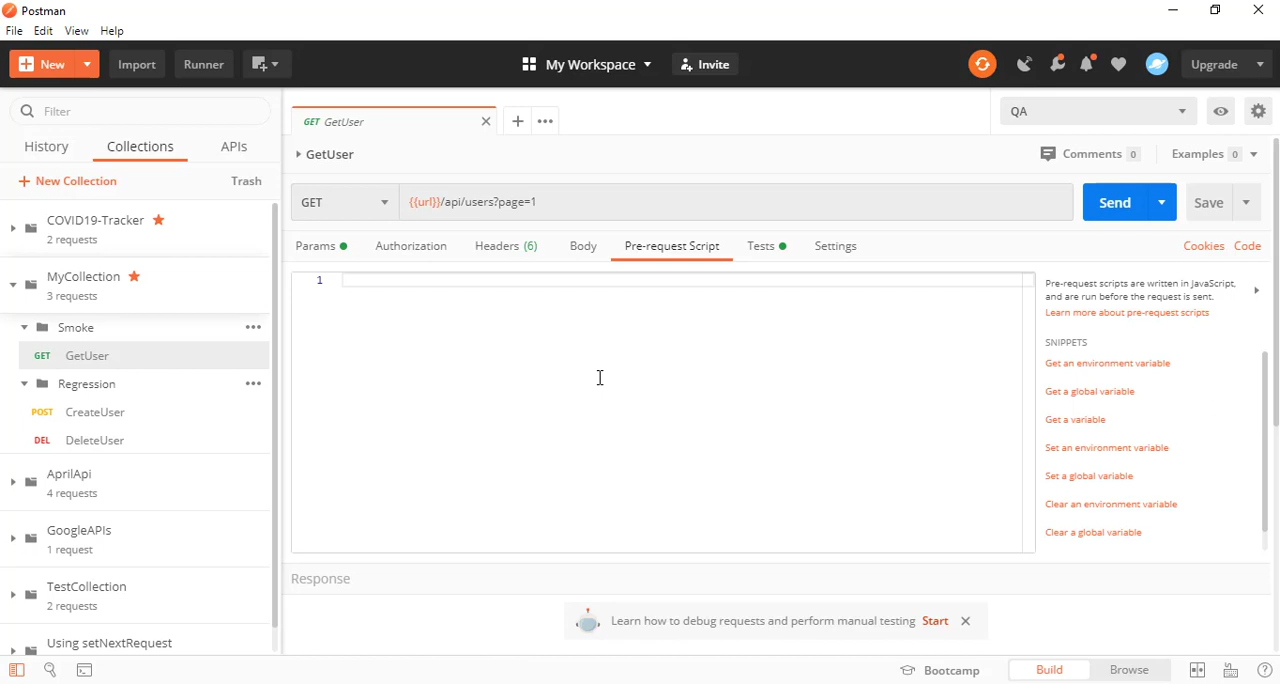 Postman
File Edit View Help
New Import Runner My Workspace Invite Upgrade
Filter
History Collections APIs
+ New Collection Trash
COVID19-Tracker
2 requests
MyCollection
3 requests
Smoke
GET GetUser
Regression
POST CreateUser
DEL DeleteUser
AprilApi
4 requests
GoogleAPIs
1 request
TestCollection
2 requests
Using setNextRequest
GET GetUser
QA
GetUser
Comments 0 Examples 0
GET {{url}}/api/users?page=1 Send Save
Params Authorization Headers (6) Body Pre-request Script Tests Settings Cookies Code
1
Pre-request scripts are written in JavaScript,
and are run before the request is sent.
Learn more about pre-request scripts
SNIPPETS
Get an environment variable
Get a global variable
Get a variable
Set an environment variable
Set a global variable
Clear an environment variable
Clear a global variable
Response
Learn how to debug requests and perform manual testing Start
Bootcamp Build Browse